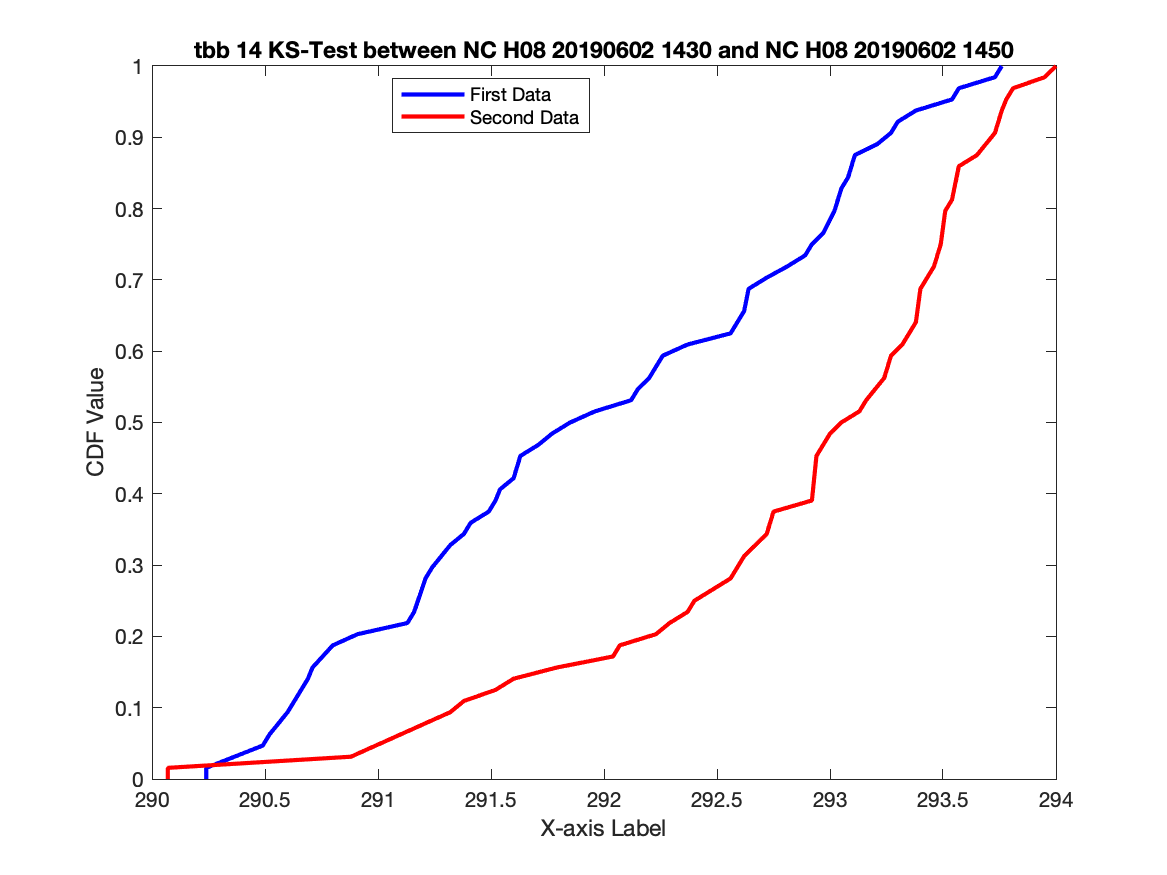 tbb 14 KS-Test between NC H08 20190602 1430 and NC H08 20190602 1450
First Data
Second Data
1
0.9
0.8
0.7
0.6
0.5
0.4
0.3
0.2
0.1
0
CDF Value
290 290.5 291 291.5 292 292.5 293 293.5 294
X-axis Label